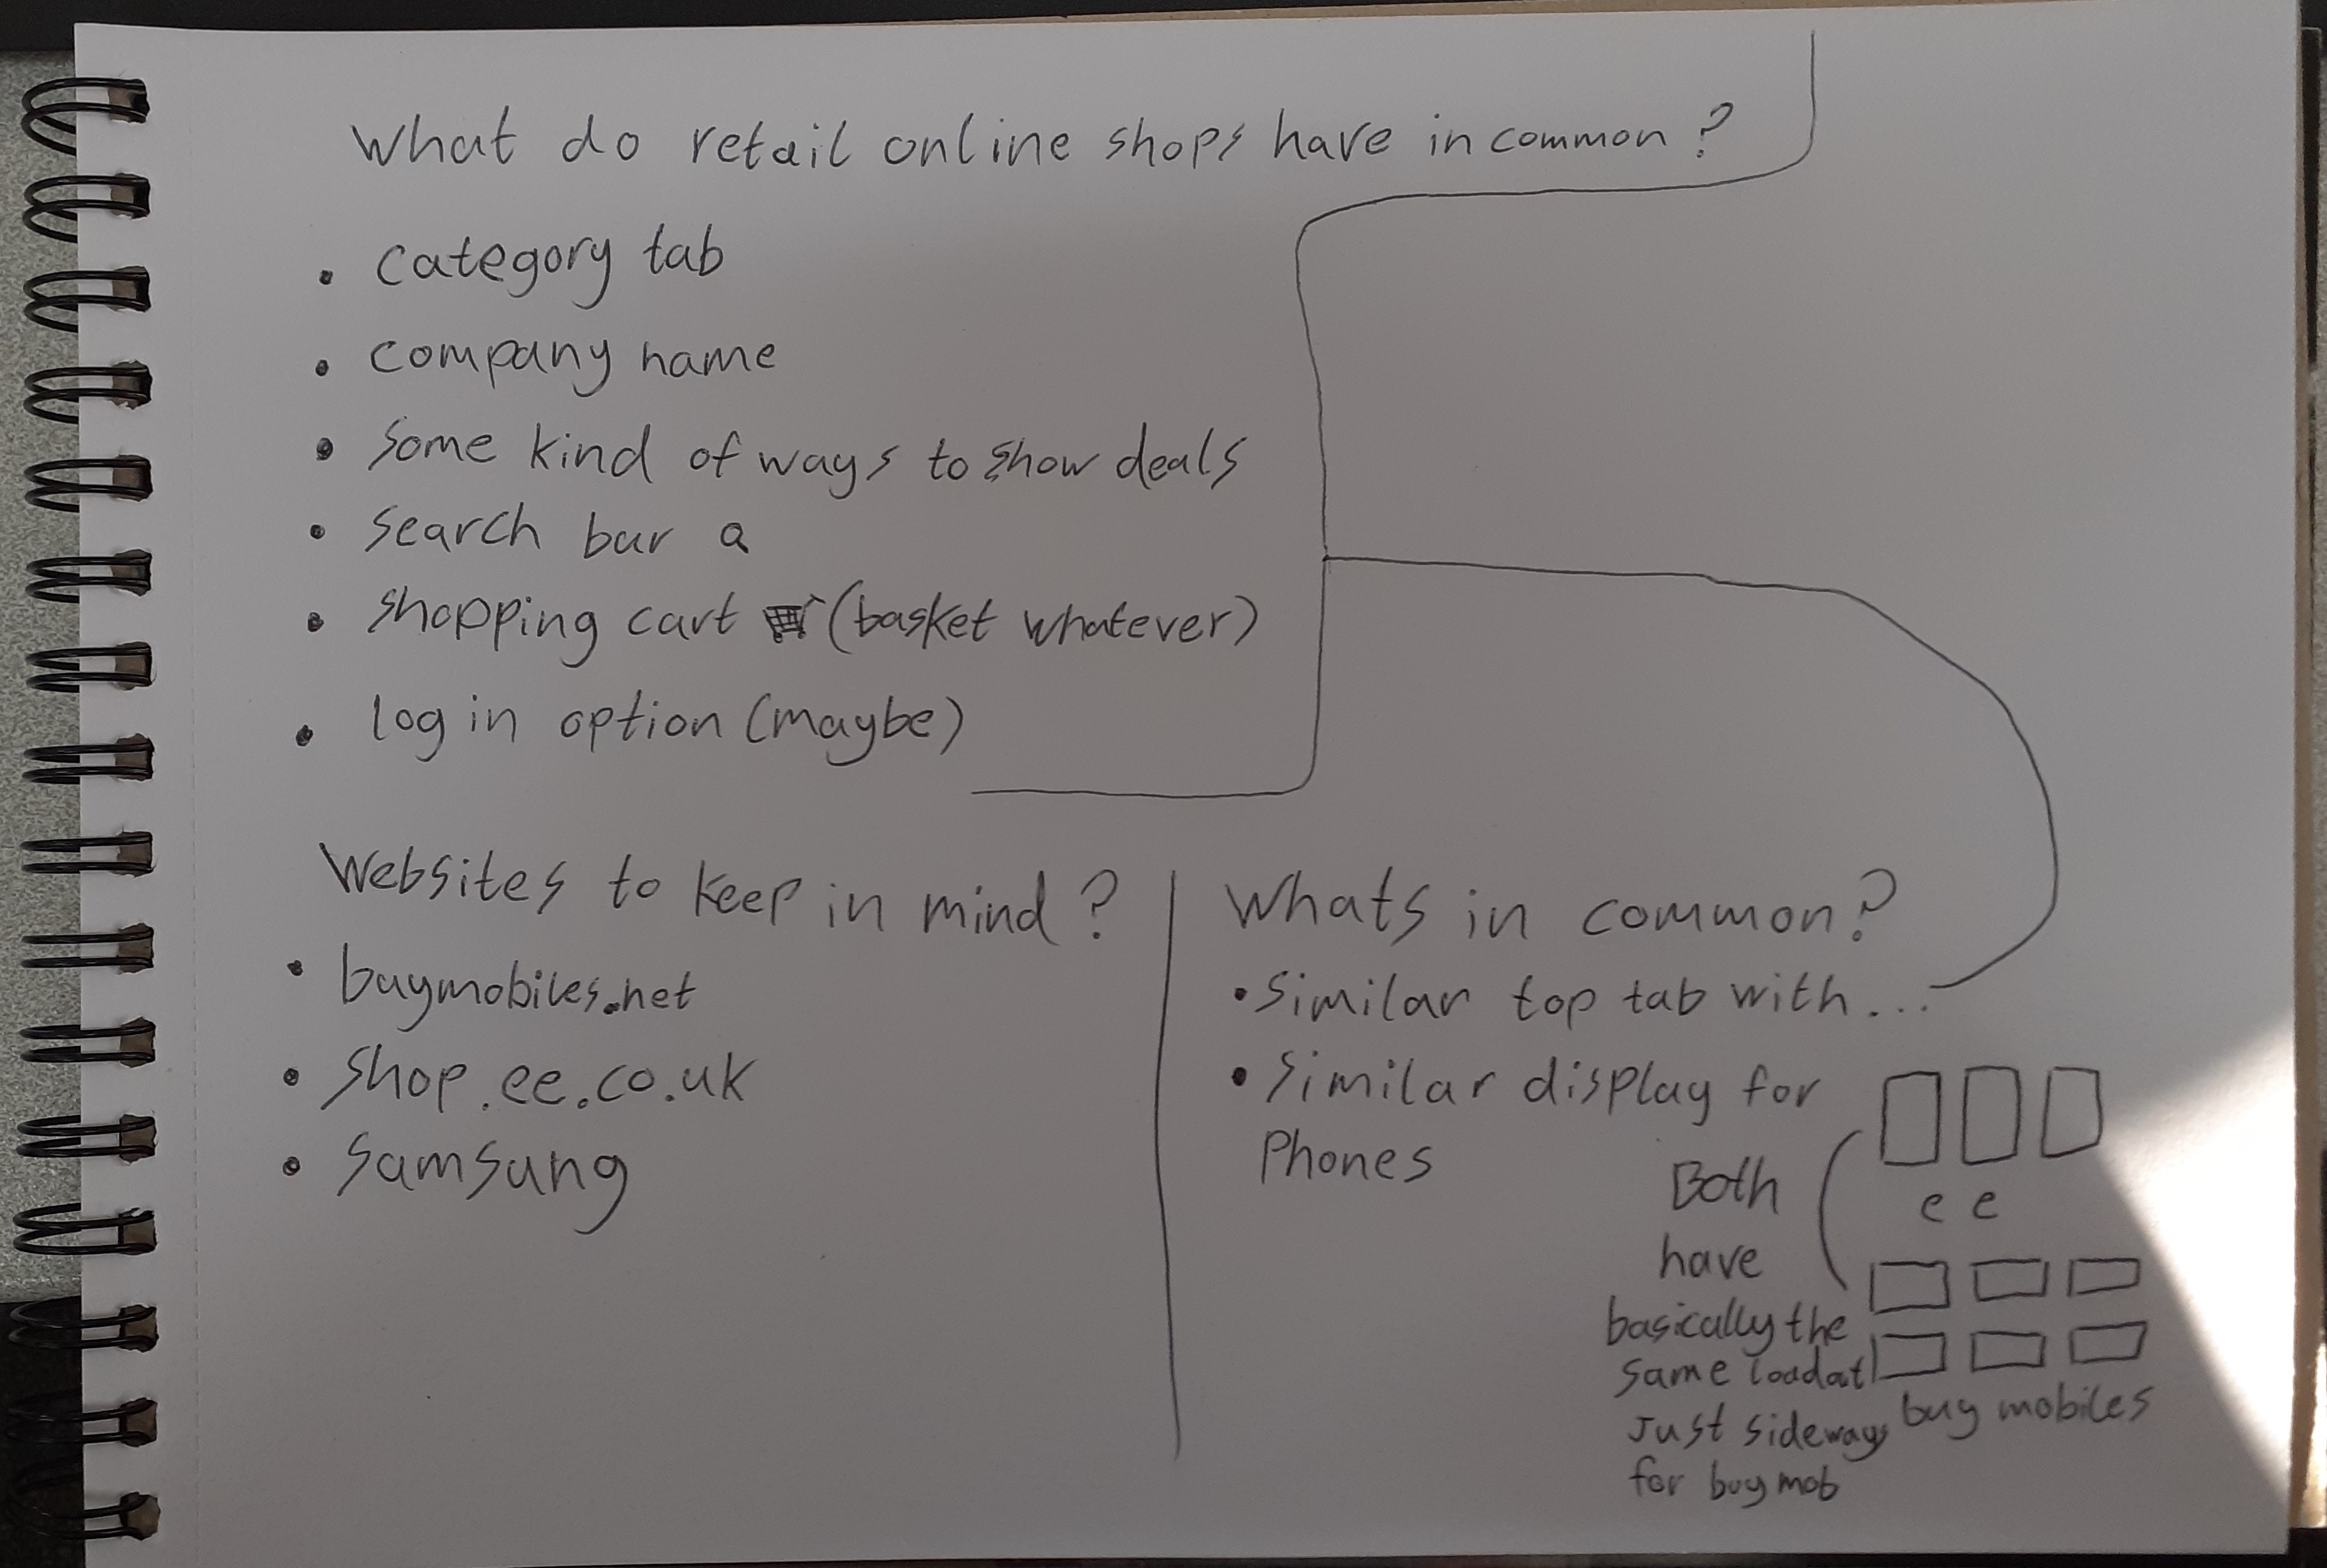 What do retail online shops have in common?
• category tab
• company name
• Some kind of ways to show deals
• Search bar
• shopping cart (basket whatever)
• log in option (maybe)
Websites to keep in mind?
• buymobiles.net
• shop.ee.co.uk
• Samsung
Whats in common?
• Similar top tab with...
• Similar display for
Phones
ee
Both
have
basically the
same loadat
Just sideways
for buy mob
buy mobiles